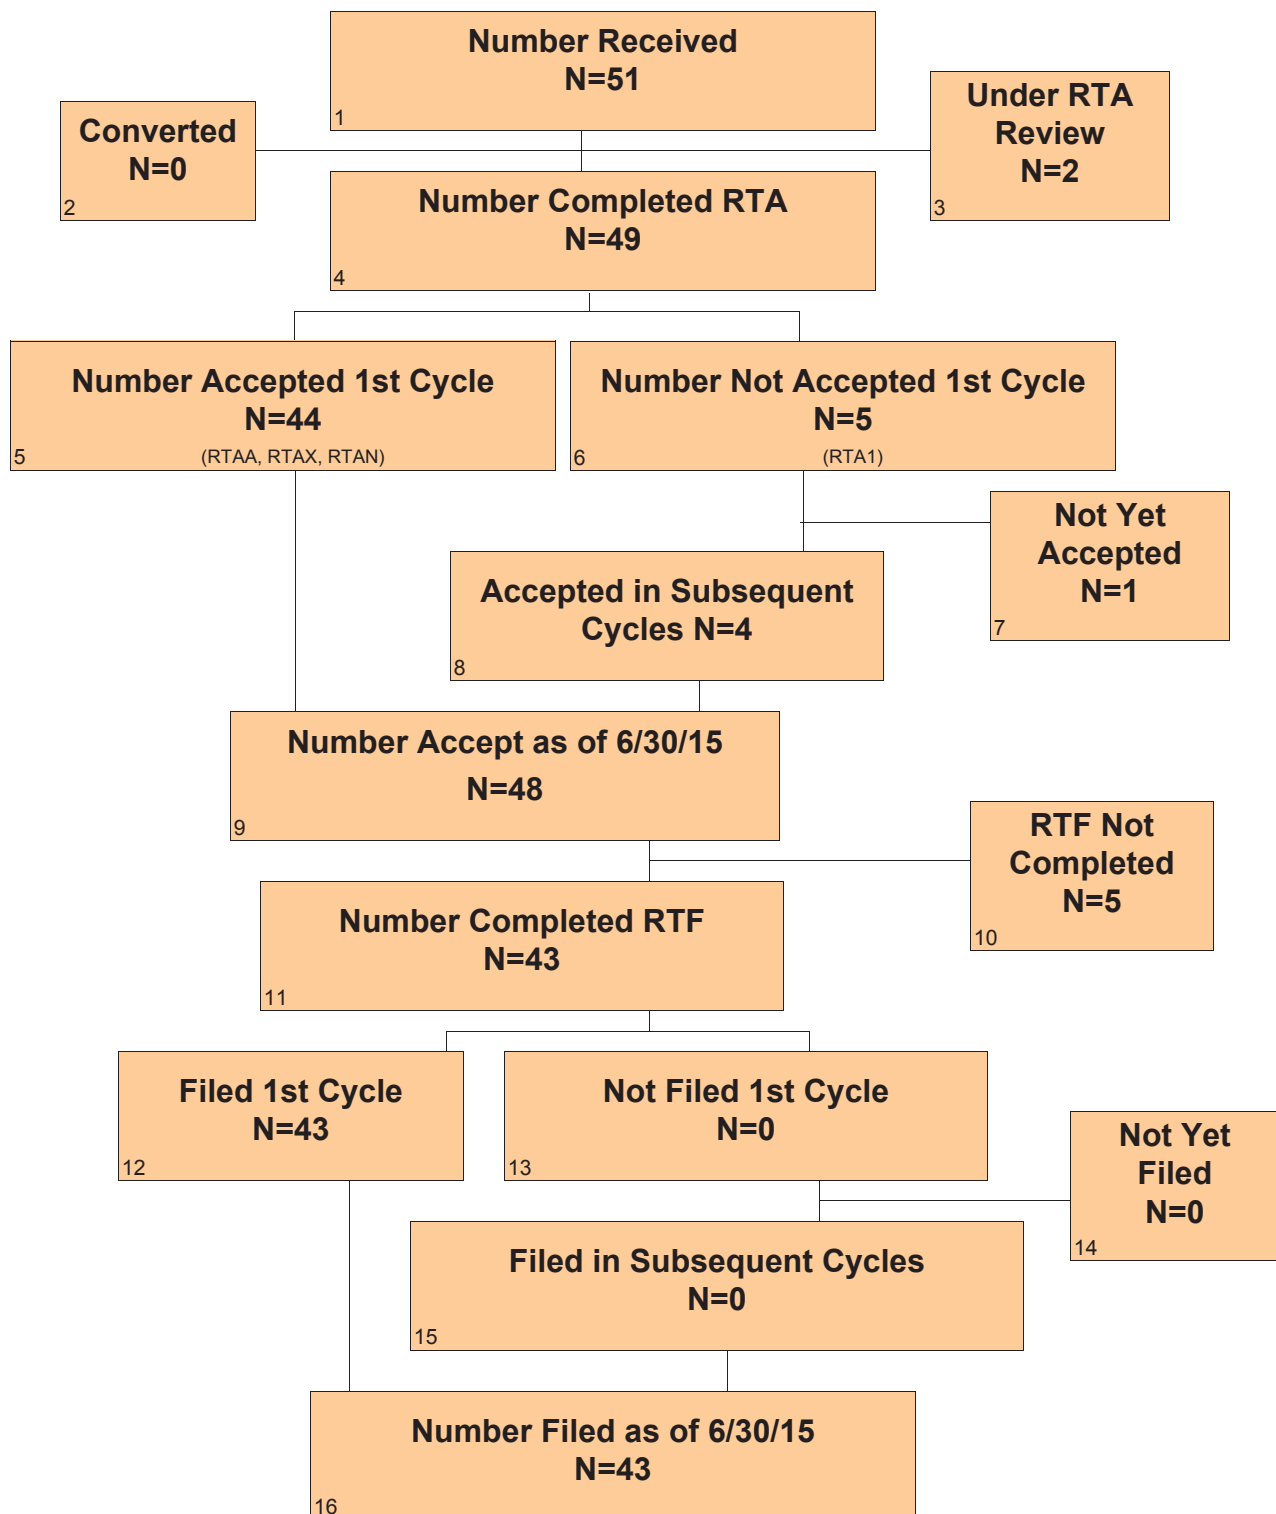 Number Received
N=51
1
Converted
N=0
2
Under RTA
Review
N=2
3
Number Completed RTA
N=49
4
Number Accepted 1st Cycle
N=44
(RTAA, RTAX, RTAN)
5
Number Not Accepted 1st Cycle
N=5
(RTA1)
6
Not Yet
Accepted
N=1
7
Accepted in Subsequent
Cycles N=4
8
Number Accept as of 6/30/15
N=48
9
RTF Not
Completed
N=5
10
Number Completed RTF
N=43
11
Filed 1st Cycle
N=43
12
Not Filed 1st Cycle
N=0
13
Not Yet
Filed
N=0
14
Filed in Subsequent Cycles
N=0
15
Number Filed as of 6/30/15
N=43
16